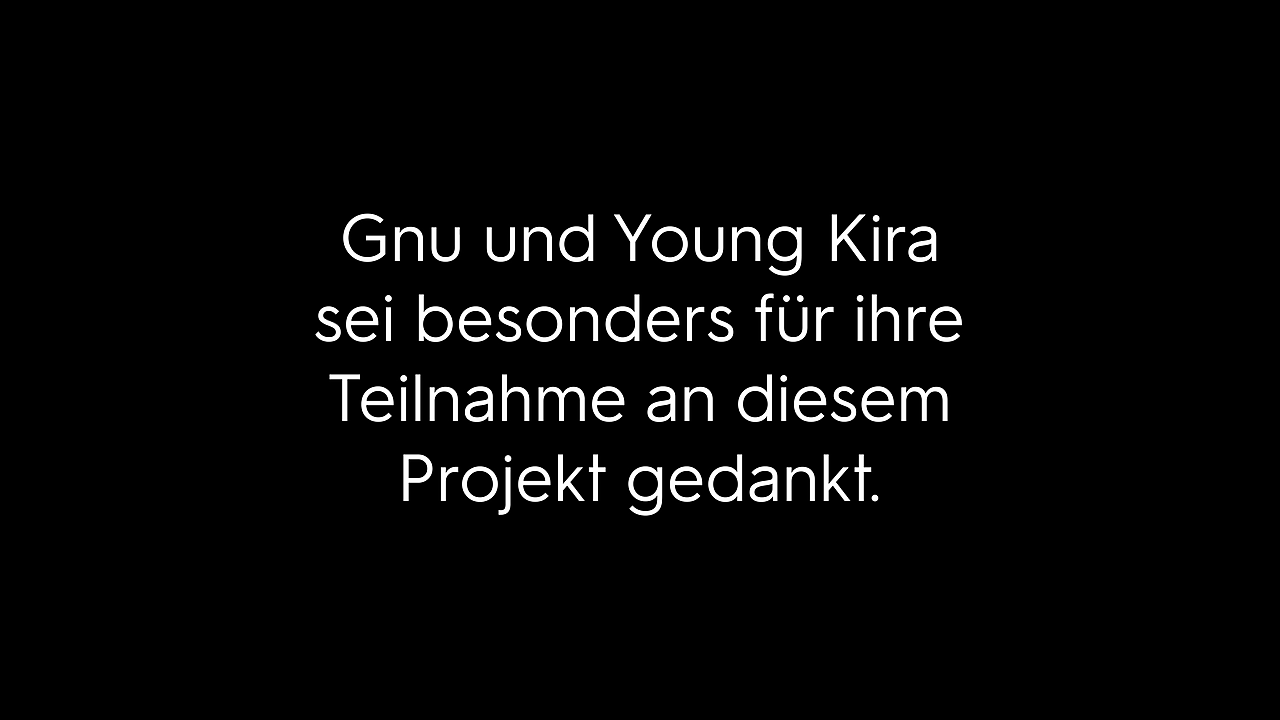 Gnu und Young Kira
sei besonders für ihre
Teilnahme an diesem
Projekt gedankt.